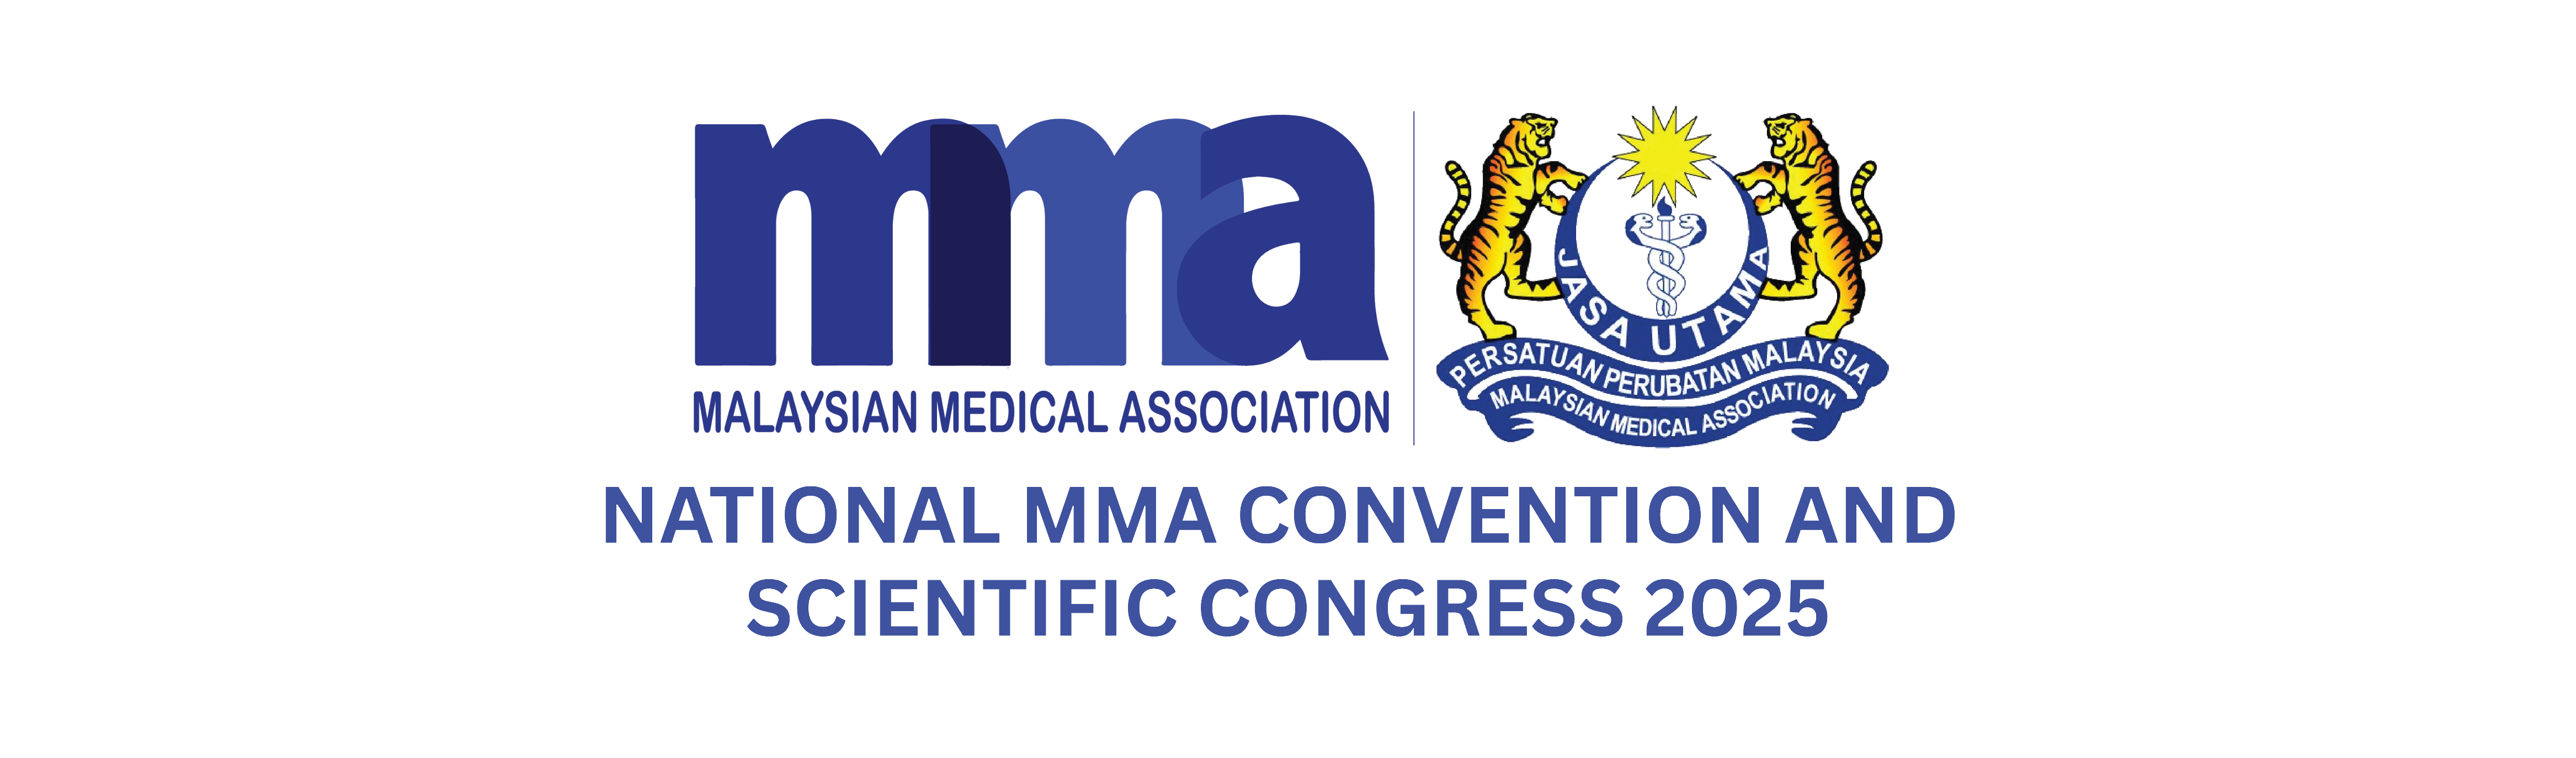 mma
MALAYSIAN MEDICAL ASSOCIATION
JASA UTAMA
PERSATUAN PERUBATAN MALAYSIA
MALAYSIAN MEDICAL ASSOCIATION
NATIONAL MMA CONVENTION AND
SCIENTIFIC CONGRESS 2025